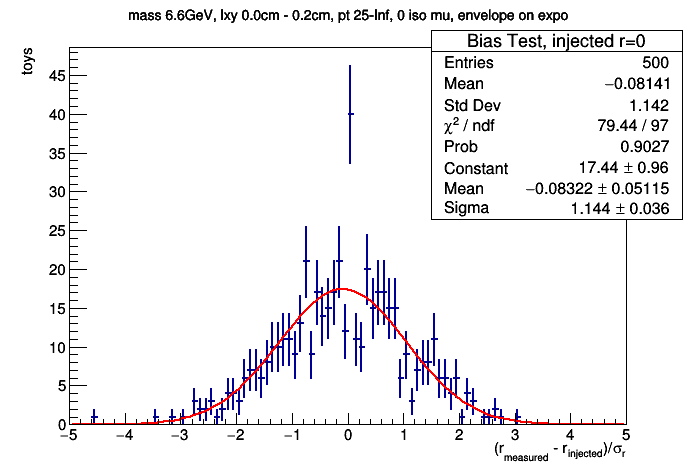 mass 6.6GeV, lxy 0.0cm - 0.2cm, pt 25-Inf, 0 iso mu, envelope on expo
toys
Bias Test, injected r=0
Entries 500
Mean −0.08141
Std Dev 1.142
χ² / ndf 79.44 / 97
Prob 0.9027
Constant 17.44 ± 0.96
Mean −0.08322 ± 0.05115
Sigma 1.144 ± 0.036
45
40
35
30
25
20
15
10
5
0
−5 −4 −3 −2 −1 0 1 2 3 4 5
(r_measured - r_injected)/σ_r